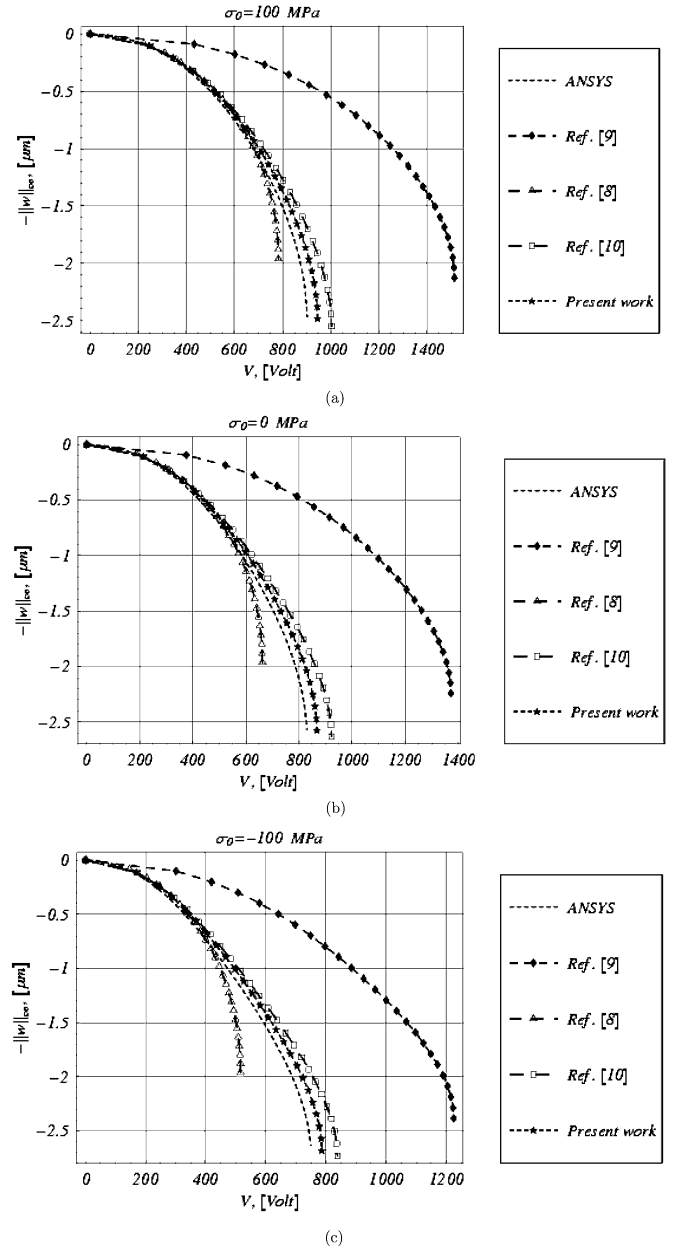 σ0=100 MPa
0
−0.5
−1
−1.5
−2
−2.5
−||w||∞, [μm]
0 200 400 600 800 1000 1200 1400
V, [Volt]
ANSYS
Ref. [9]
Ref. [8]
Ref. [10]
Present work
(a)
σ0=0 MPa
0
−0.5
−1
−1.5
−2
−2.5
−||w||∞, [μm]
0 200 400 600 800 1000 1200 1400
V, [Volt]
ANSYS
Ref. [9]
Ref. [8]
Ref. [10]
Present work
(b)
σ0=−100 MPa
0
−0.5
−1
−1.5
−2
−2.5
−||w||∞, [μm]
0 200 400 600 800 1000 1200
V, [Volt]
ANSYS
Ref. [9]
Ref. [8]
Ref. [10]
Present work
(c)